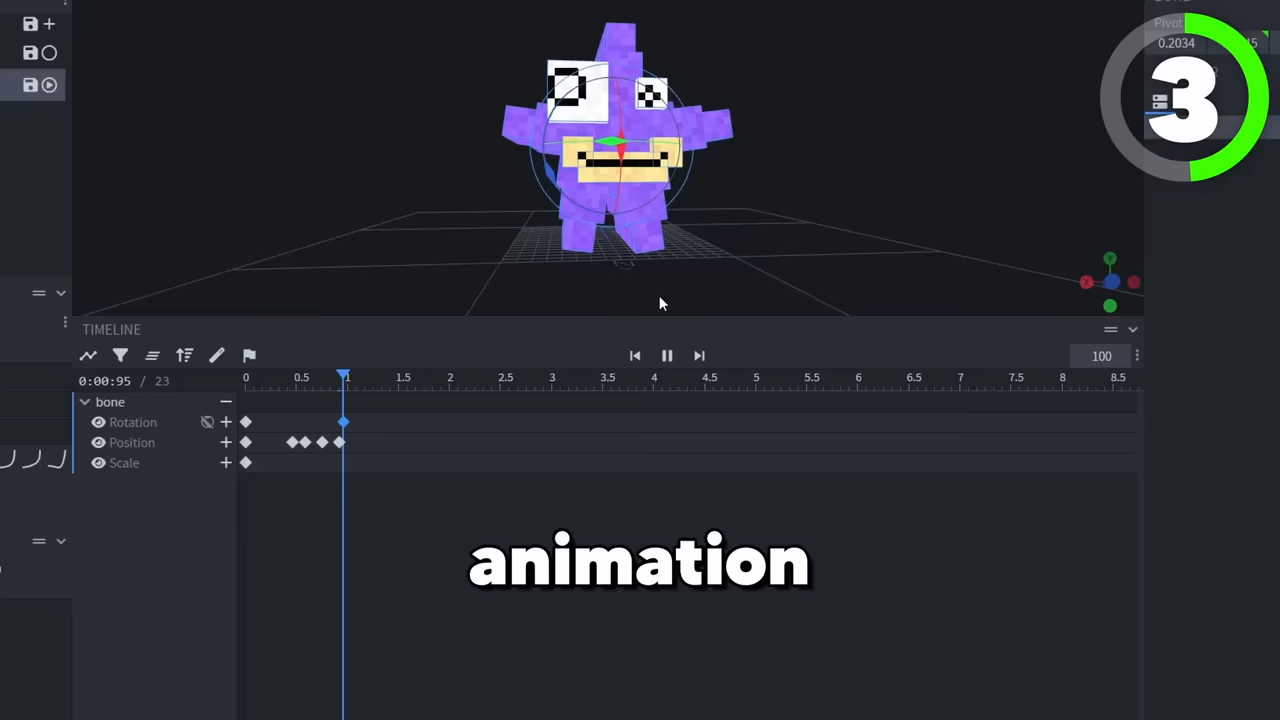 Pivot
0.2034
45
3
TIMELINE
100
0:00:95 / 23
0 0.5 1 1.5 2 2.5 3 3.5 4 4.5 5 5.5 6 6.5 7 7.5 8 8.5
bone
Rotation
Position
Scale
Y
X
animation